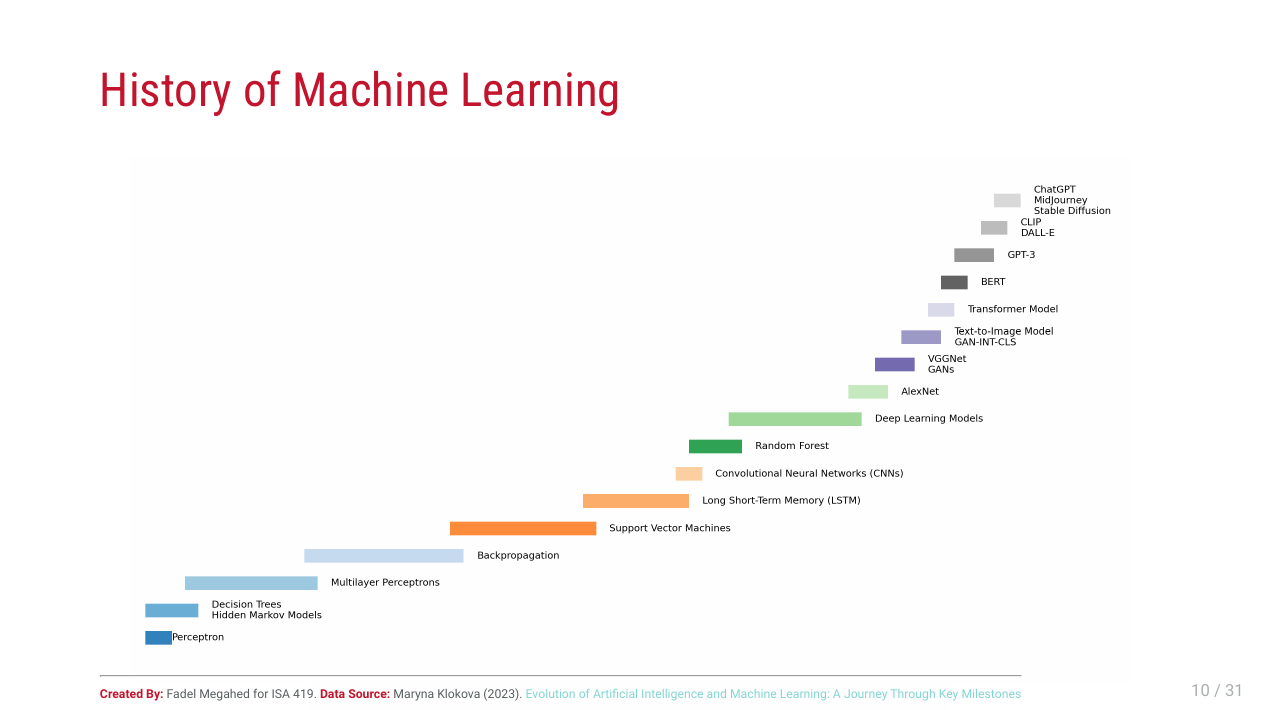 History of Machine Learning
ChatGPT
MidJourney
Stable Diffusion
CLIP
DALL-E
GPT-3
BERT
Transformer Model
Text-to-Image Model
GAN-INT-CLS
VGGNet
GANs
AlexNet
Deep Learning Models
Random Forest
Convolutional Neural Networks (CNNs)
Long Short-Term Memory (LSTM)
Support Vector Machines
Backpropagation
Multilayer Perceptrons
Decision Trees
Hidden Markov Models
Perceptron
Created By: Fadel Megahed for ISA 419. Data Source: Maryna Klokova (2023). Evolution of Artificial Intelligence and Machine Learning: A Journey Through Key Milestones
10 / 31